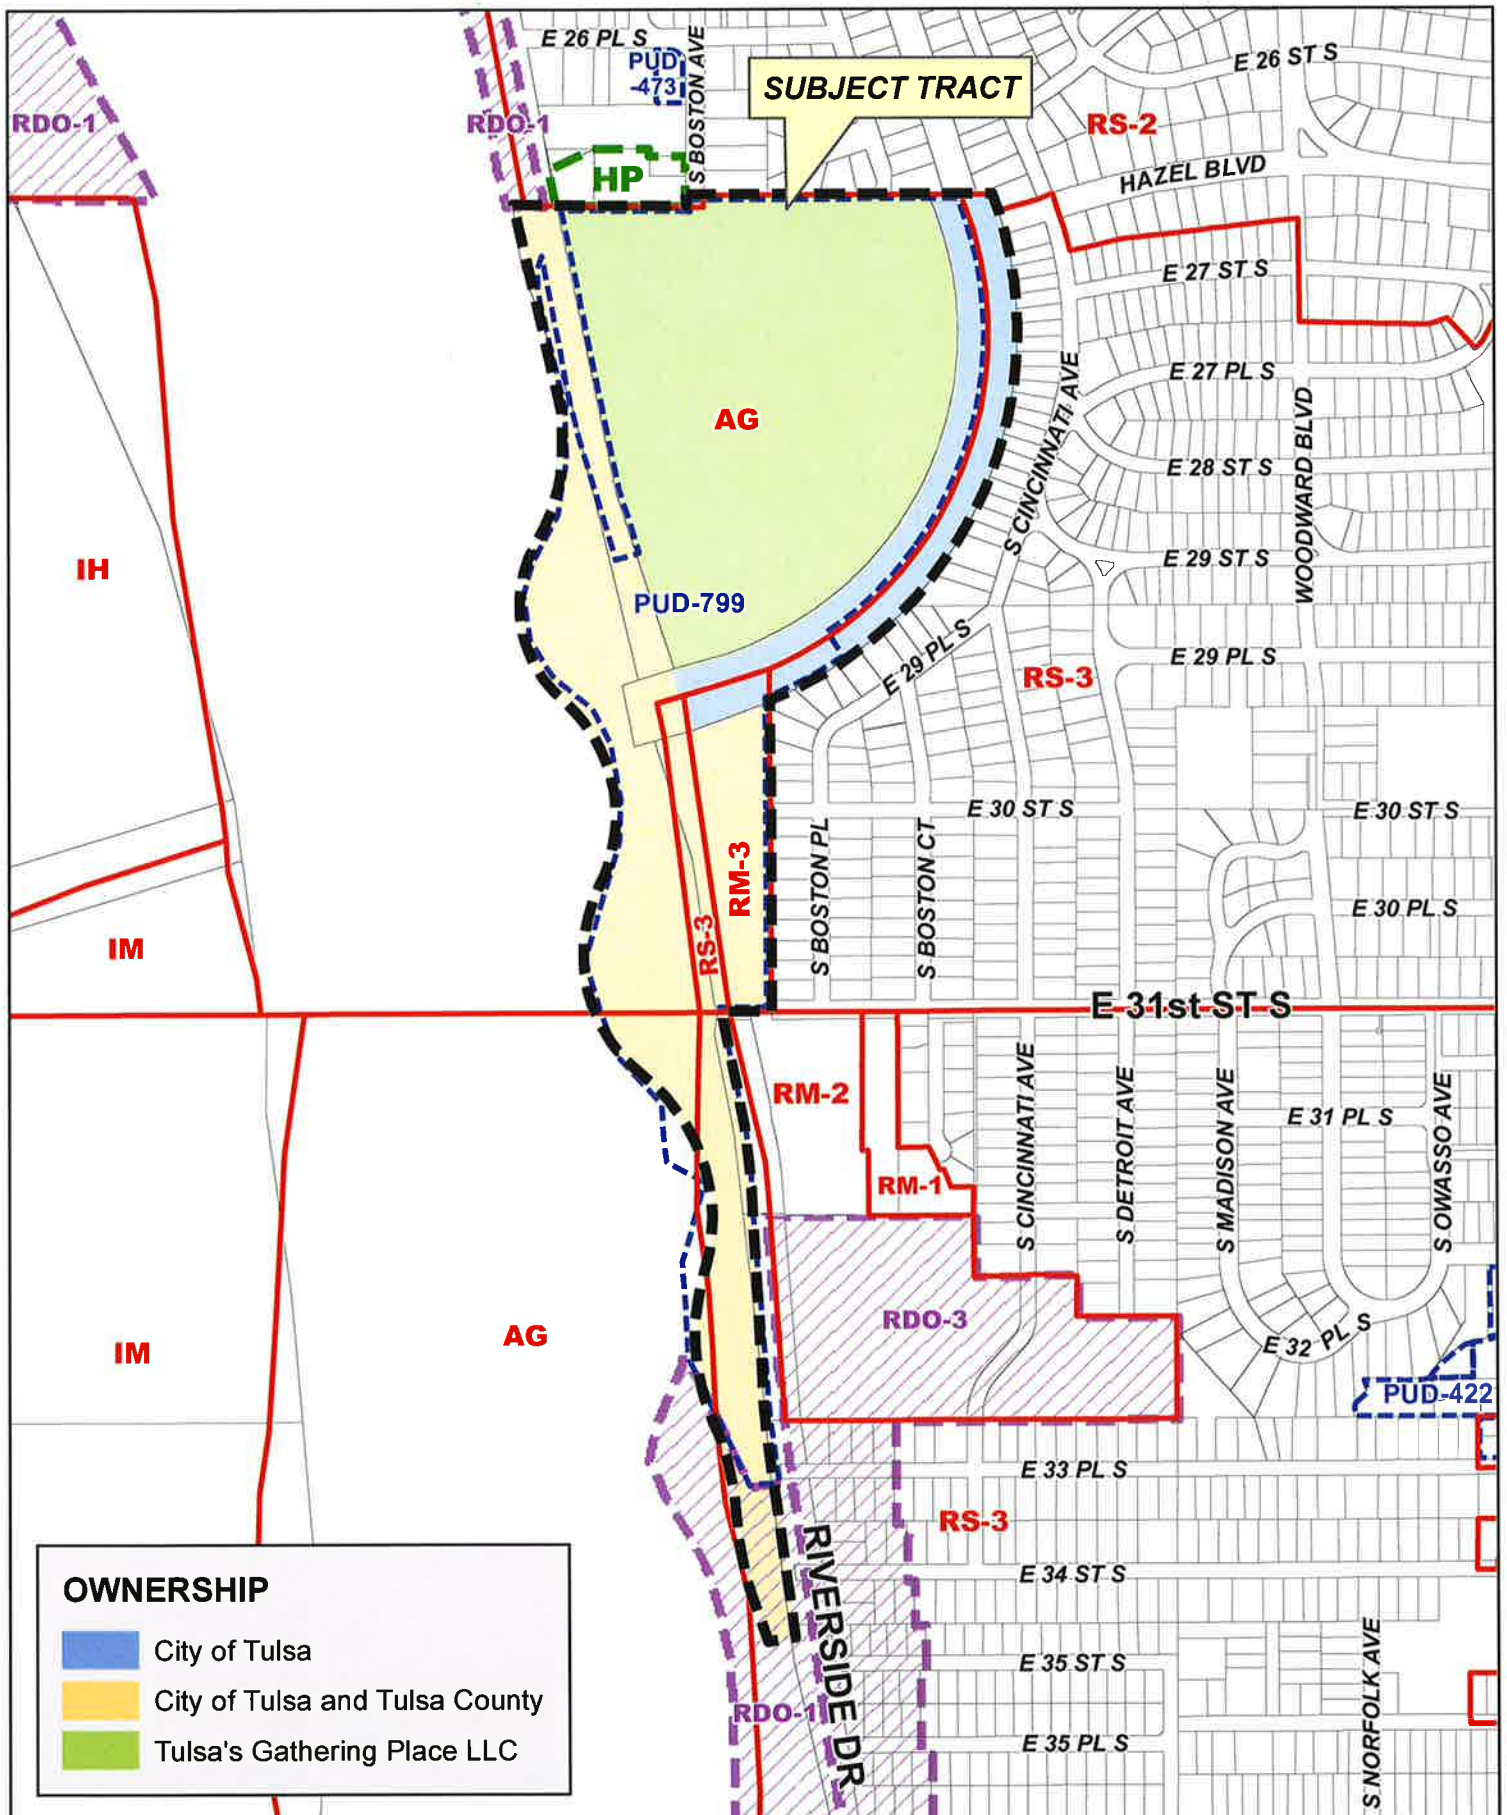 E 26 PL S
PUD
-473
S BOSTON AVE
SUBJECT TRACT
E 26 ST S
RDO-1
RDO-1
RS-2
HP
HAZEL BLVD
E 27 ST S
E 27 PL S
AG
S CINCINNATI AVE
WOODWARD BLVD
E 28 ST S
IH
E 29 ST S
PUD-799
E 29 PL S
E 29 PL S
RS-3
E 30 ST S
E 30 ST S
RM-3
S BOSTON PL
S BOSTON CT
E 30 PL S
RS-3
IM
E 31st ST S
RM-2
S CINCINNATI AVE
S DETROIT AVE
S MADISON AVE
E 31 PL S
S OWASSO AVE
RM-1
RDO-3
AG
IM
E 32 PL S
PUD-422
E 33 PL S
RS-3
RIVERSIDE DR
E 34 ST S
E 35 ST S
S NORFOLK AVE
RDO-1
E 35 PL S
OWNERSHIP
City of Tulsa
City of Tulsa and Tulsa County
Tulsa's Gathering Place LLC